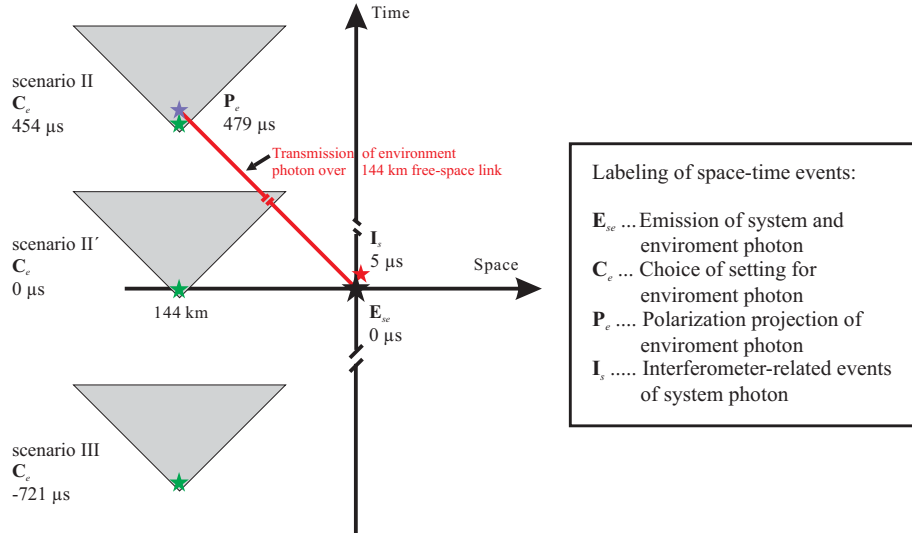 Time
scenario II
C_e
454 µs
P_e
479 µs
Transmission of environment
photon over 144 km free-space link
scenario II´
C_e
0 µs
I_s
5 µs
Space
144 km
E_se
0 µs
scenario III
C_e
-721 µs
Labeling of space-time events:
E_se ... Emission of system and
enviroment photon
C_e ... Choice of setting for
enviroment photon
P_e .... Polarization projection of
enviroment photon
I_s ..... Interferometer-related events
of system photon